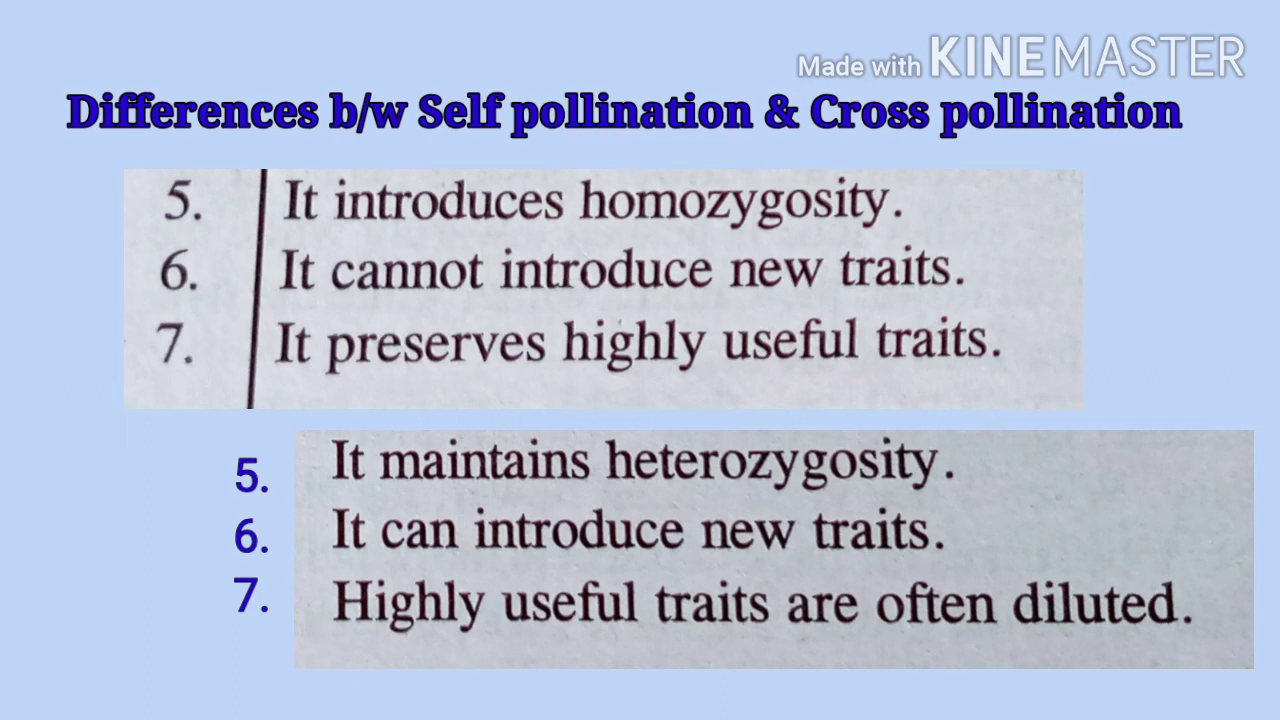 Made with KINEMASTER
Differences b/w Self pollination & Cross pollination
5. It introduces homozygosity.
6. It cannot introduce new traits.
7. It preserves highly useful traits.
5. It maintains heterozygosity.
6. It can introduce new traits.
7. Highly useful traits are often diluted.